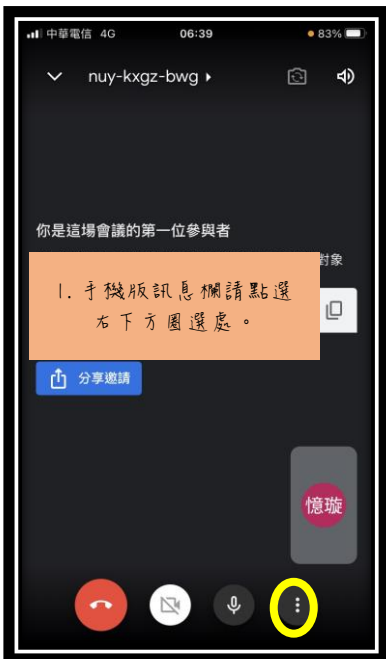 中華電信 4G 06:39 83%
nuy-kxgz-bwg
你是這場會議的第一位參與者
對象
1. 手機版訊息欄請點選
右下方圈選處。
分享邀請
憶璇